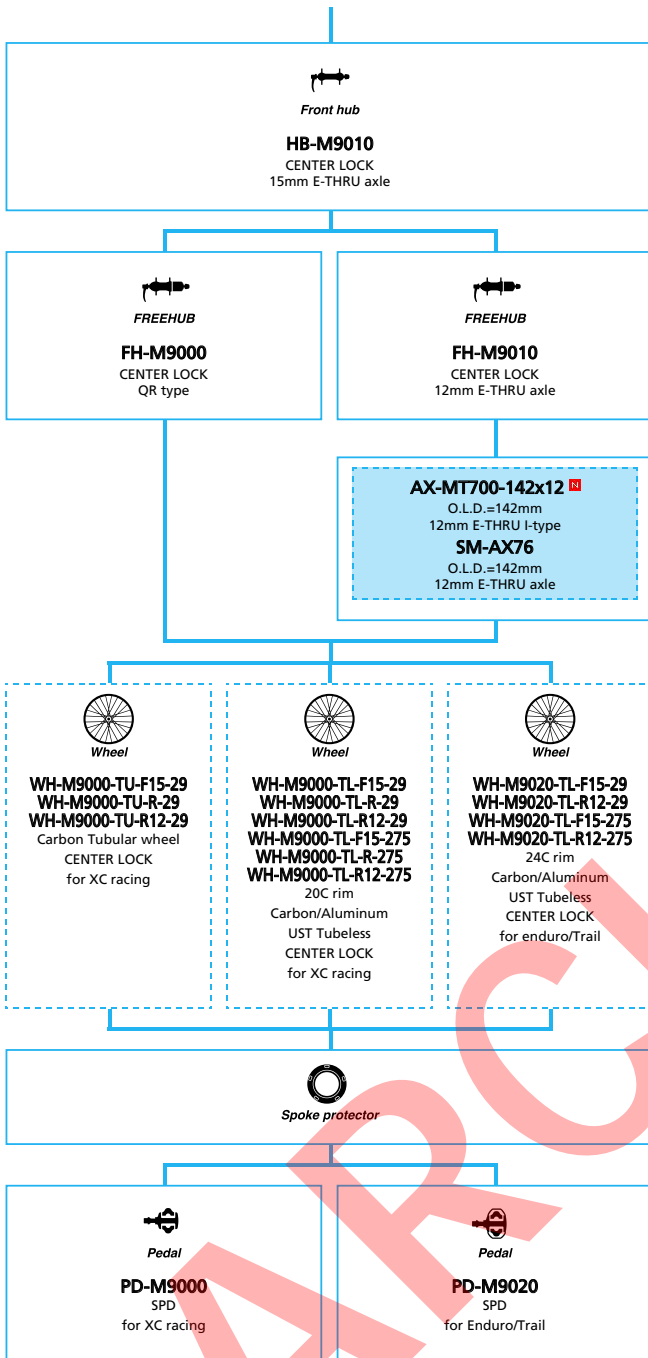 Front hub
HB-M9010
CENTER LOCK
15mm E-THRU axle
FREEHUB
FH-M9000
CENTER LOCK
QR type
FREEHUB
FH-M9010
CENTER LOCK
12mm E-THRU axle
AX-MT700-142x12 N
O.L.D.=142mm
12mm E-THRU I-type
SM-AX76
O.L.D.=142mm
12mm E-THRU axle
Wheel
WH-M9000-TU-F15-29
WH-M9000-TU-R-29
WH-M9000-TU-R12-29
Carbon Tubular wheel
CENTER LOCK
for XC racing
Wheel
WH-M9000-TL-F15-29
WH-M9000-TL-R-29
WH-M9000-TL-R12-29
WH-M9000-TL-F15-275
WH-M9000-TL-R-275
WH-M9000-TL-R12-275
20C rim
Carbon/Aluminum
UST Tubeless
CENTER LOCK
for XC racing
Wheel
WH-M9020-TL-F15-29
WH-M9020-TL-R12-29
WH-M9020-TL-F15-275
WH-M9020-TL-R12-275
24C rim
Carbon/Aluminum
UST Tubeless
CENTER LOCK
for enduro/Trail
Spoke protector
Pedal
PD-M9000
SPD
for XC racing
Pedal
PD-M9020
SPD
for Enduro/Trail